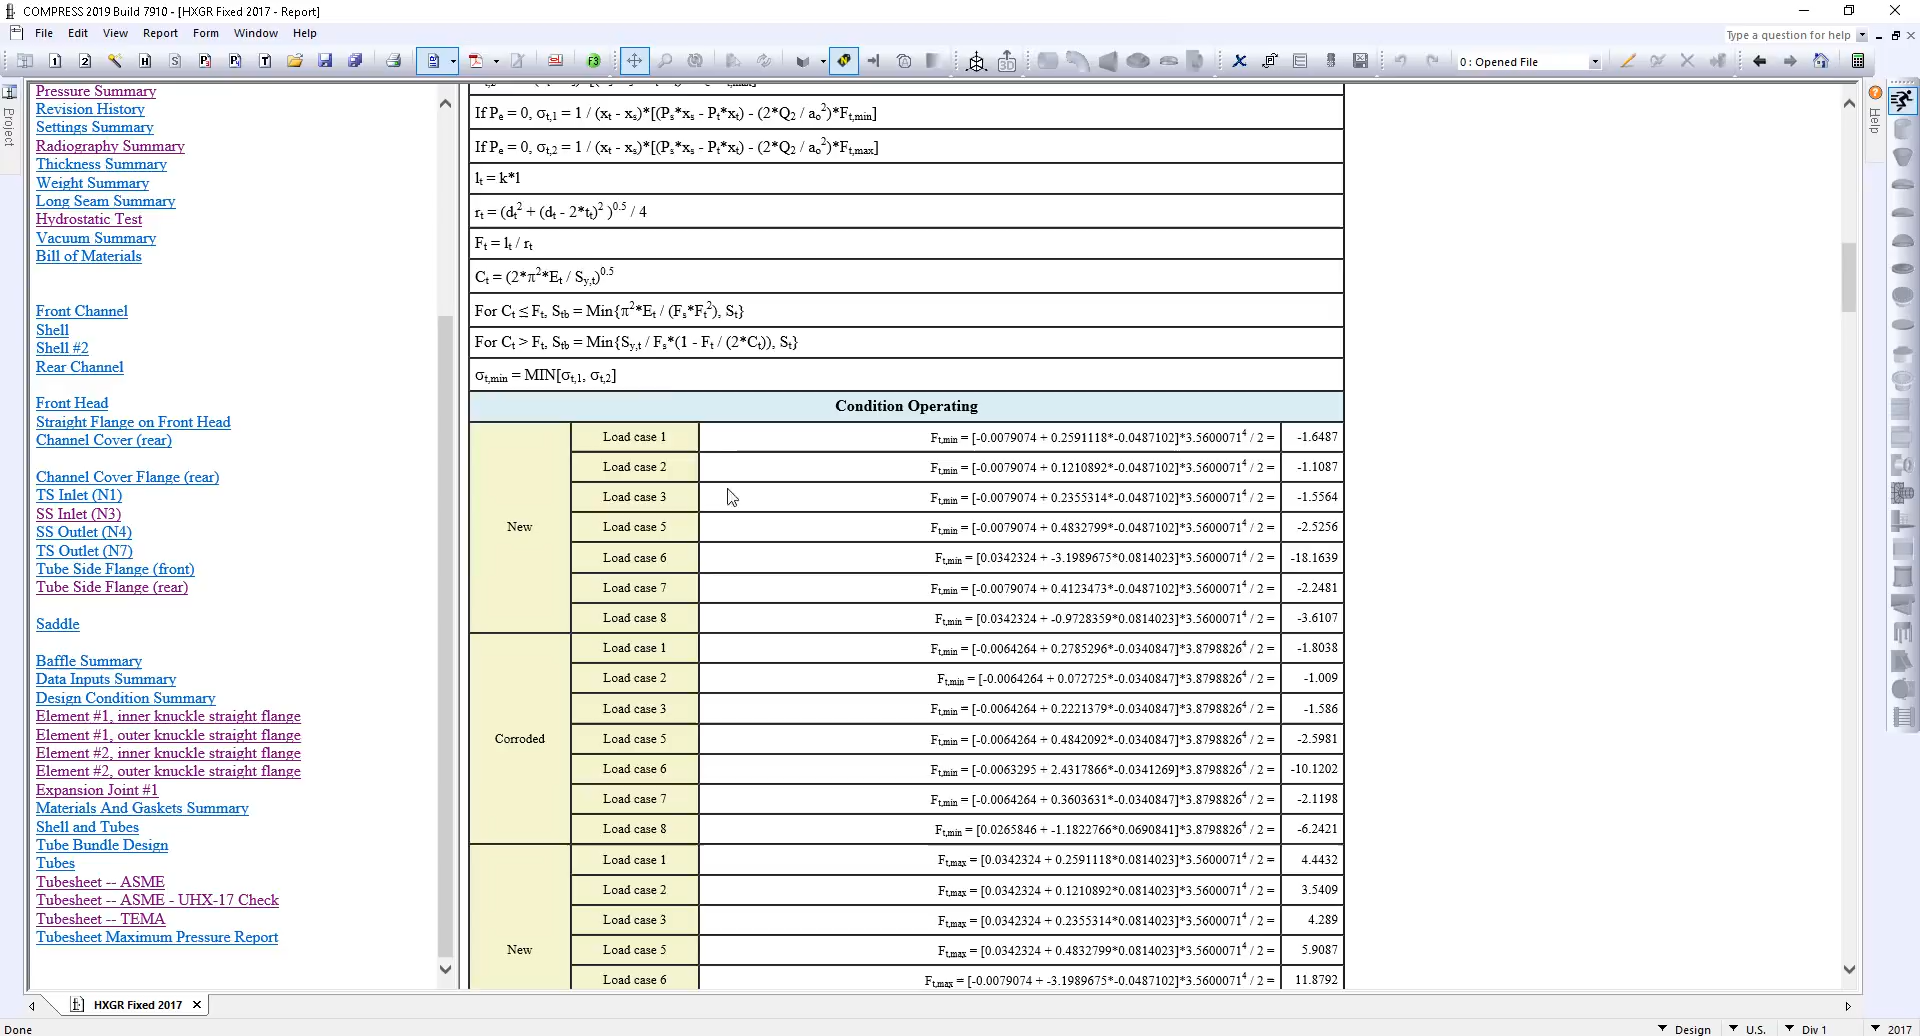 COMPRESS 2019 Build 7910 - [HXGR Fixed 2017 - Report]
File Edit View Report Form Window Help
Type a question for help
0 : Opened File
Project
Help
Pressure Summary
Revision History
Settings Summary
Radiography Summary
Thickness Summary
Weight Summary
Long Seam Summary
Hydrostatic Test
Vacuum Summary
Bill of Materials
Front Channel
Shell
Shell #2
Rear Channel
Front Head
Straight Flange on Front Head
Channel Cover (rear)
Channel Cover Flange (rear)
TS Inlet (N1)
SS Inlet (N3)
SS Outlet (N4)
TS Outlet (N7)
Tube Side Flange (front)
Tube Side Flange (rear)
Saddle
Baffle Summary
Data Inputs Summary
Design Condition Summary
Element #1, inner knuckle straight flange
Element #1, outer knuckle straight flange
Element #2, inner knuckle straight flange
Element #2, outer knuckle straight flange
Expansion Joint #1
Materials And Gaskets Summary
Shell and Tubes
Tube Bundle Design
Tubes
Tubesheet -- ASME
Tubesheet -- ASME - UHX-17 Check
Tubesheet -- TEMA
Tubesheet Maximum Pressure Report
If Pe = 0, σt,1 = 1 / (xt - xs)*[(Ps*xs - Pt*xt) - (2*Q2 / ao²)*Ft,min]
If Pe = 0, σt,2 = 1 / (xt - xs)*[(Ps*xs - Pt*xt) - (2*Q2 / ao²)*Ft,max]
lt = k*l
rt = (dt² + (dt - 2*tt)² )^0.5 / 4
Ft = lt / rt
Ct = (2*π²*Et / Sy,t)^0.5
For Ct ≤ Ft, Stb = Min{π²*Et / (Fs*Ft²), St}
For Ct > Ft, Stb = Min{Sy,t / Fs*(1 - Ft / (2*Ct)), St}
σt,min = MIN[σt,1, σt,2]
Condition Operating
New
Load case 1 Ft,min = [-0.0079074 + 0.2591118*-0.0487102]*3.5600071⁴ / 2 = -1.6487
Load case 2 Ft,min = [-0.0079074 + 0.1210892*-0.0487102]*3.5600071⁴ / 2 = -1.1087
Load case 3 Ft,min = [-0.0079074 + 0.2355314*-0.0487102]*3.5600071⁴ / 2 = -1.5564
Load case 5 Ft,min = [-0.0079074 + 0.4832799*-0.0487102]*3.5600071⁴ / 2 = -2.5256
Load case 6 Ft,min = [0.0342324 + -3.1989675*0.0814023]*3.5600071⁴ / 2 = -18.1639
Load case 7 Ft,min = [-0.0079074 + 0.4123473*-0.0487102]*3.5600071⁴ / 2 = -2.2481
Load case 8 Ft,min = [0.0342324 + -0.9728359*0.0814023]*3.5600071⁴ / 2 = -3.6107
Corroded
Load case 1 Ft,min = [-0.0064264 + 0.2785296*-0.0340847]*3.8798826⁴ / 2 = -1.8038
Load case 2 Ft,min = [-0.0064264 + 0.072725*-0.0340847]*3.8798826⁴ / 2 = -1.009
Load case 3 Ft,min = [-0.0064264 + 0.2221379*-0.0340847]*3.8798826⁴ / 2 = -1.586
Load case 5 Ft,min = [-0.0064264 + 0.4842092*-0.0340847]*3.8798826⁴ / 2 = -2.5981
Load case 6 Ft,min = [-0.0063295 + 2.4317866*-0.0341269]*3.8798826⁴ / 2 = -10.1202
Load case 7 Ft,min = [-0.0064264 + 0.3603631*-0.0340847]*3.8798826⁴ / 2 = -2.1198
Load case 8 Ft,min = [0.0265846 + -1.1822766*0.0690841]*3.8798826⁴ / 2 = -6.2421
New
Load case 1 Ft,max = [0.0342324 + 0.2591118*0.0814023]*3.5600071⁴ / 2 = 4.4432
Load case 2 Ft,max = [0.0342324 + 0.1210892*0.0814023]*3.5600071⁴ / 2 = 3.5409
Load case 3 Ft,max = [0.0342324 + 0.2355314*0.0814023]*3.5600071⁴ / 2 = 4.289
Load case 5 Ft,max = [0.0342324 + 0.4832799*0.0814023]*3.5600071⁴ / 2 = 5.9087
Load case 6 Ft,max = [-0.0079074 + -3.1989675*-0.0487102]*3.5600071⁴ / 2 = 11.8792
HXGR Fixed 2017
Done
Design U.S. Div 1 2017